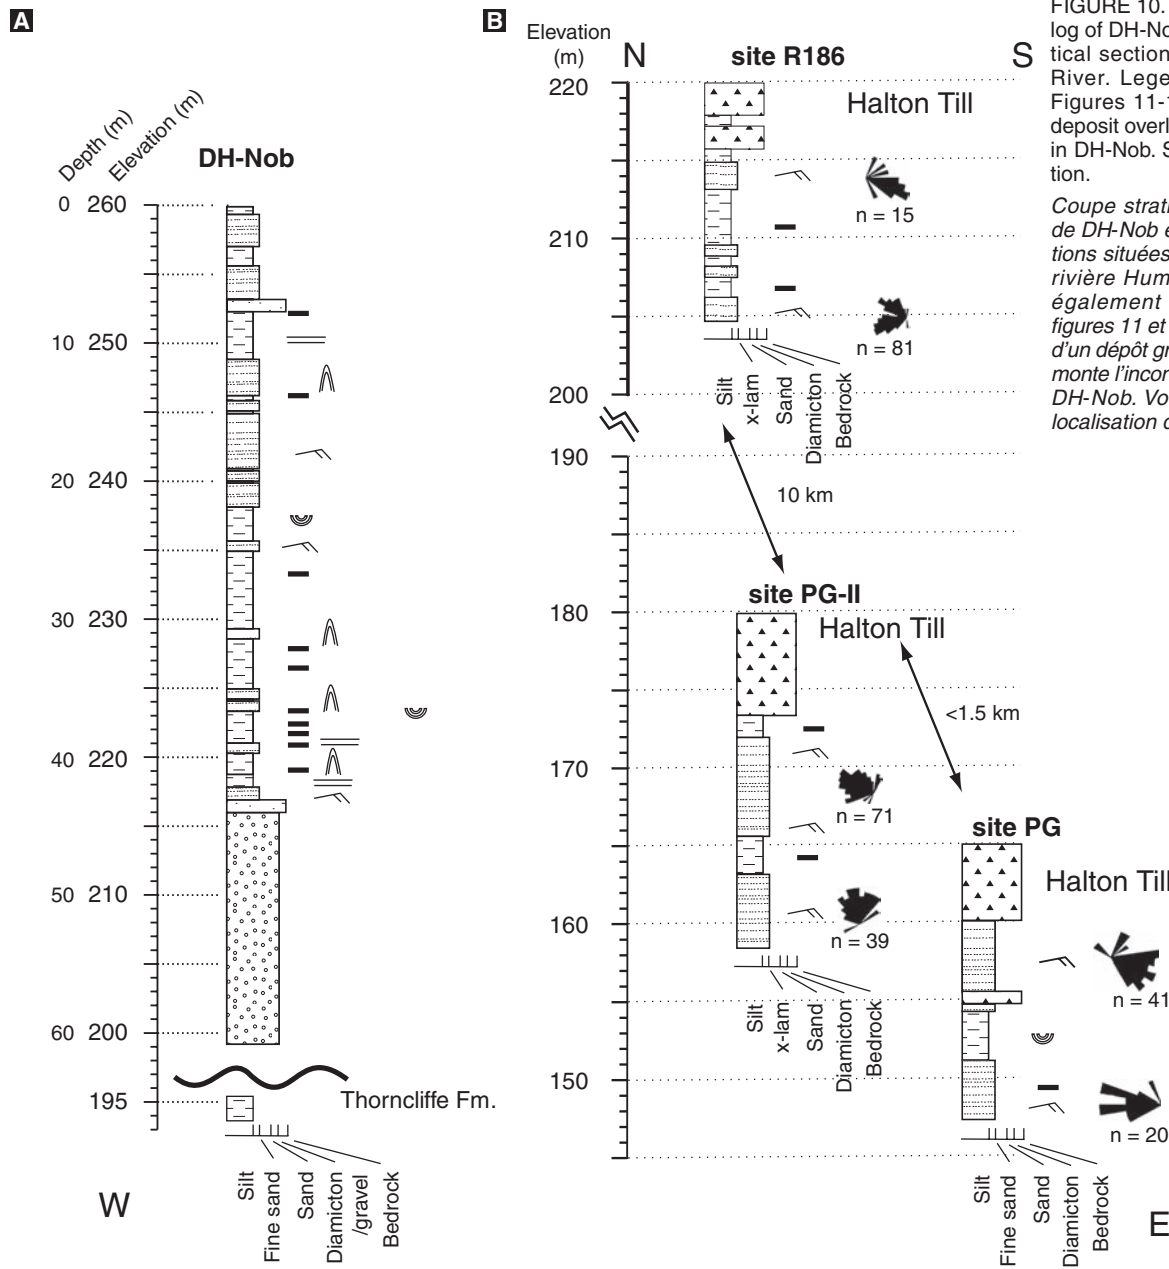 A
Depth (m)
Elevation (m)
DH-Nob
0 260
10 250
20 240
30 230
40 220
50 210
60 200
195
Thorncliffe Fm.
Silt
Fine sand
Sand
Diamicton
/gravel
Bedrock
W
B
Elevation
(m)
N
site R186
S
220
Halton Till
n = 15
210
n = 81
200
Silt
x-lam
Sand
Diamicton
Bedrock
190
10 km
site PG-II
180
Halton Till
<1.5 km
170
n = 71
site PG
Halton Till
160
n = 39
n = 41
Silt
x-lam
Sand
Diamicton
Bedrock
150
n = 20
Silt
Fine sand
Sand
Diamicton
Bedrock
E
FIGURE 10.
log of DH-No
tical section
River. Lege
Figures 11-1
deposit overl
in DH-Nob. S
tion.
Coupe strati
de DH-Nob e
tions situées
rivière Hum
également
figures 11 et
d'un dépôt gr
monte l'incon
DH-Nob. Vo
localisation d